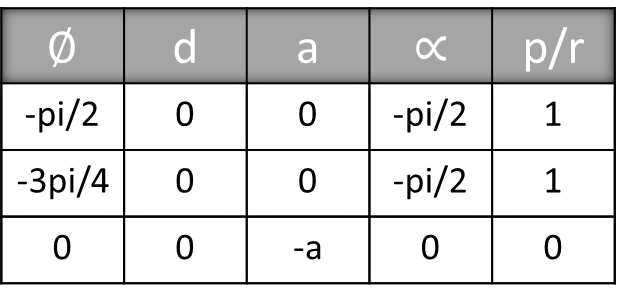 Ø d a ∝ p/r
-pi/2 0 0 -pi/2 1
-3pi/4 0 0 -pi/2 1
0 0 -a 0 0